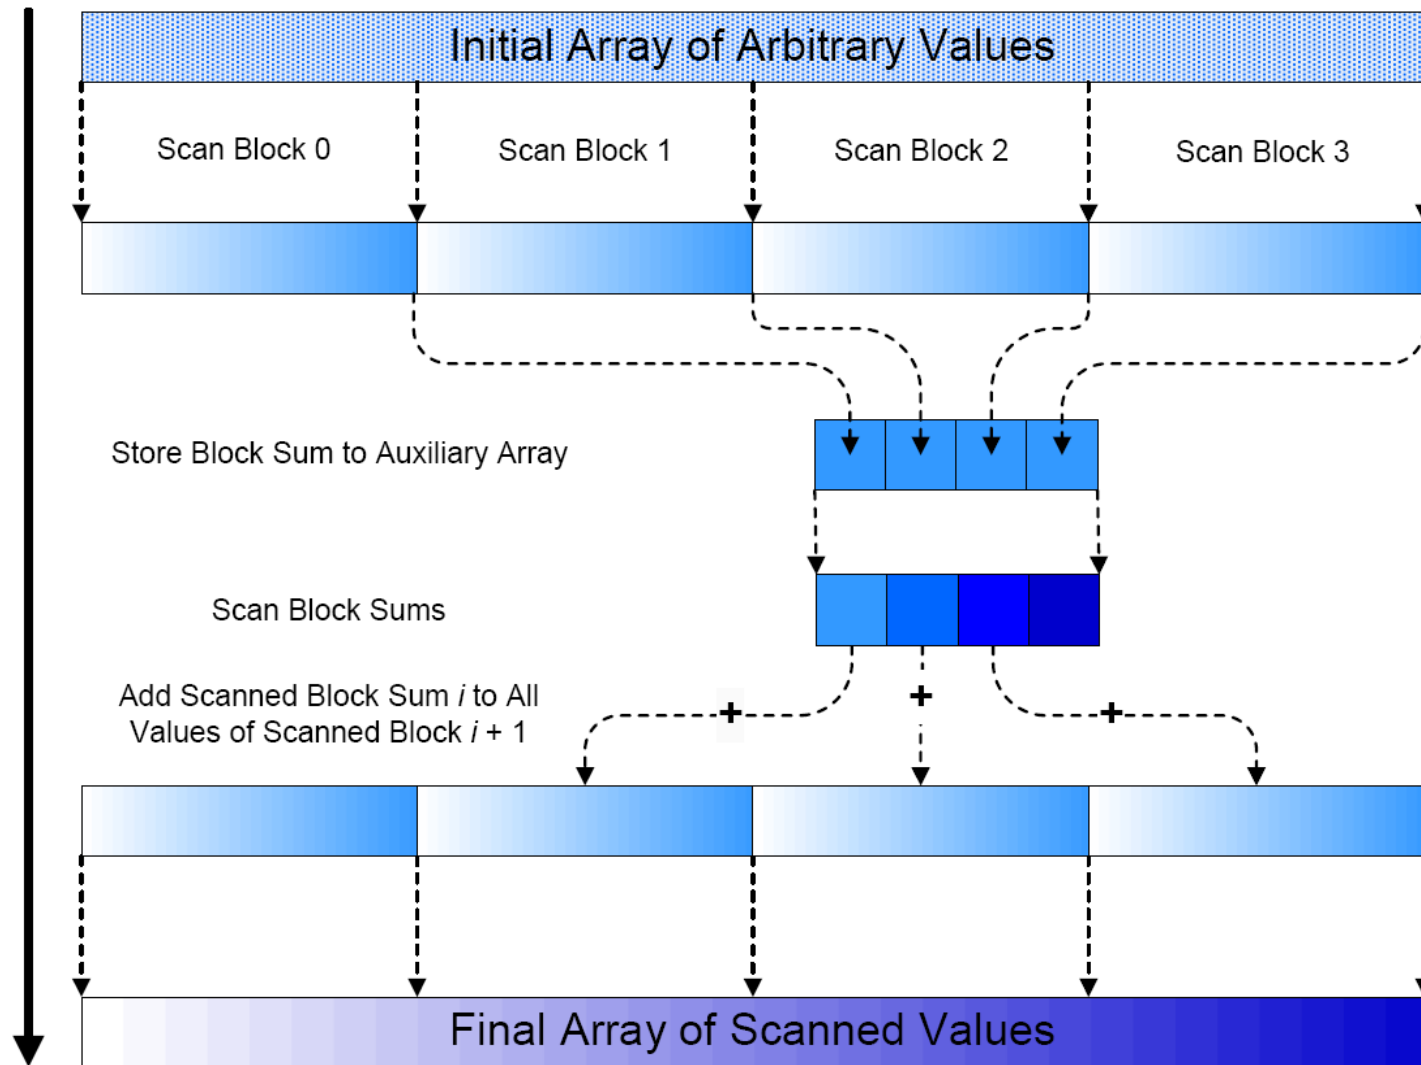 Initial Array of Arbitrary Values
Scan Block 0
Scan Block 1
Scan Block 2
Scan Block 3
Store Block Sum to Auxiliary Array
Scan Block Sums
Add Scanned Block Sum i to All
Values of Scanned Block i + 1
+
+
+
Final Array of Scanned Values